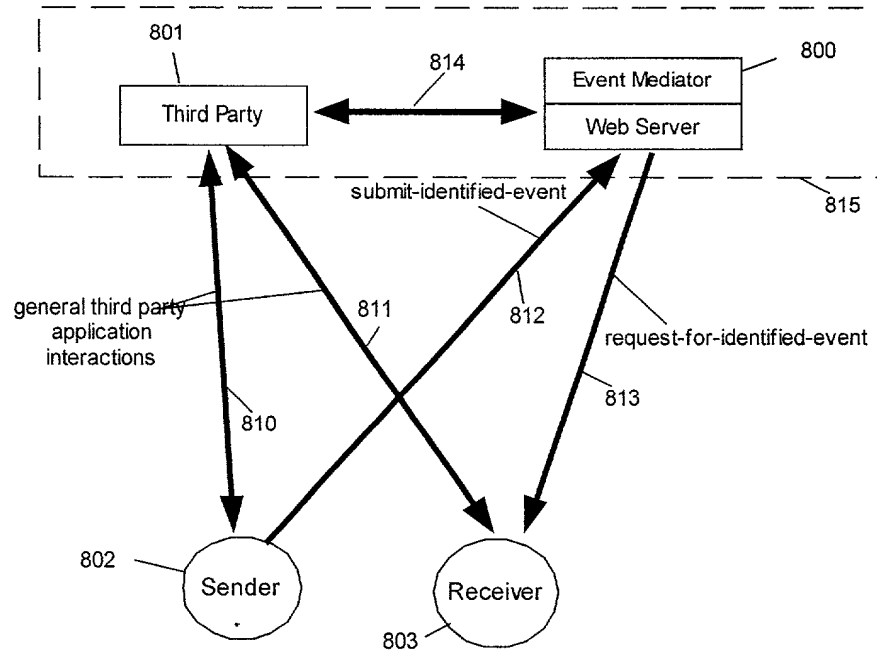 801
814
800
Third Party
Event Mediator
Web Server
submit-identified-event
815
general third party
application
interactions
811
812
request-for-identified-event
810
813
802
Sender
Receiver
803